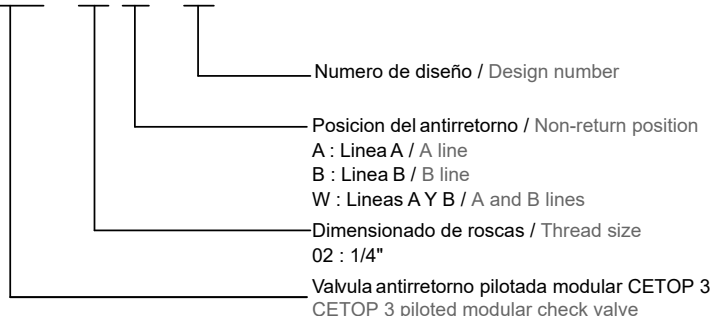 Numero de diseño / Design number
Posicion del antirretorno / Non-return position
A : Linea A / A line
B : Linea B / B line
W : Lineas A Y B / A and B lines
Dimensionado de roscas / Thread size
02 : 1/4"
Valvula antirretorno pilotada modular CETOP 3
CETOP 3 piloted modular check valve